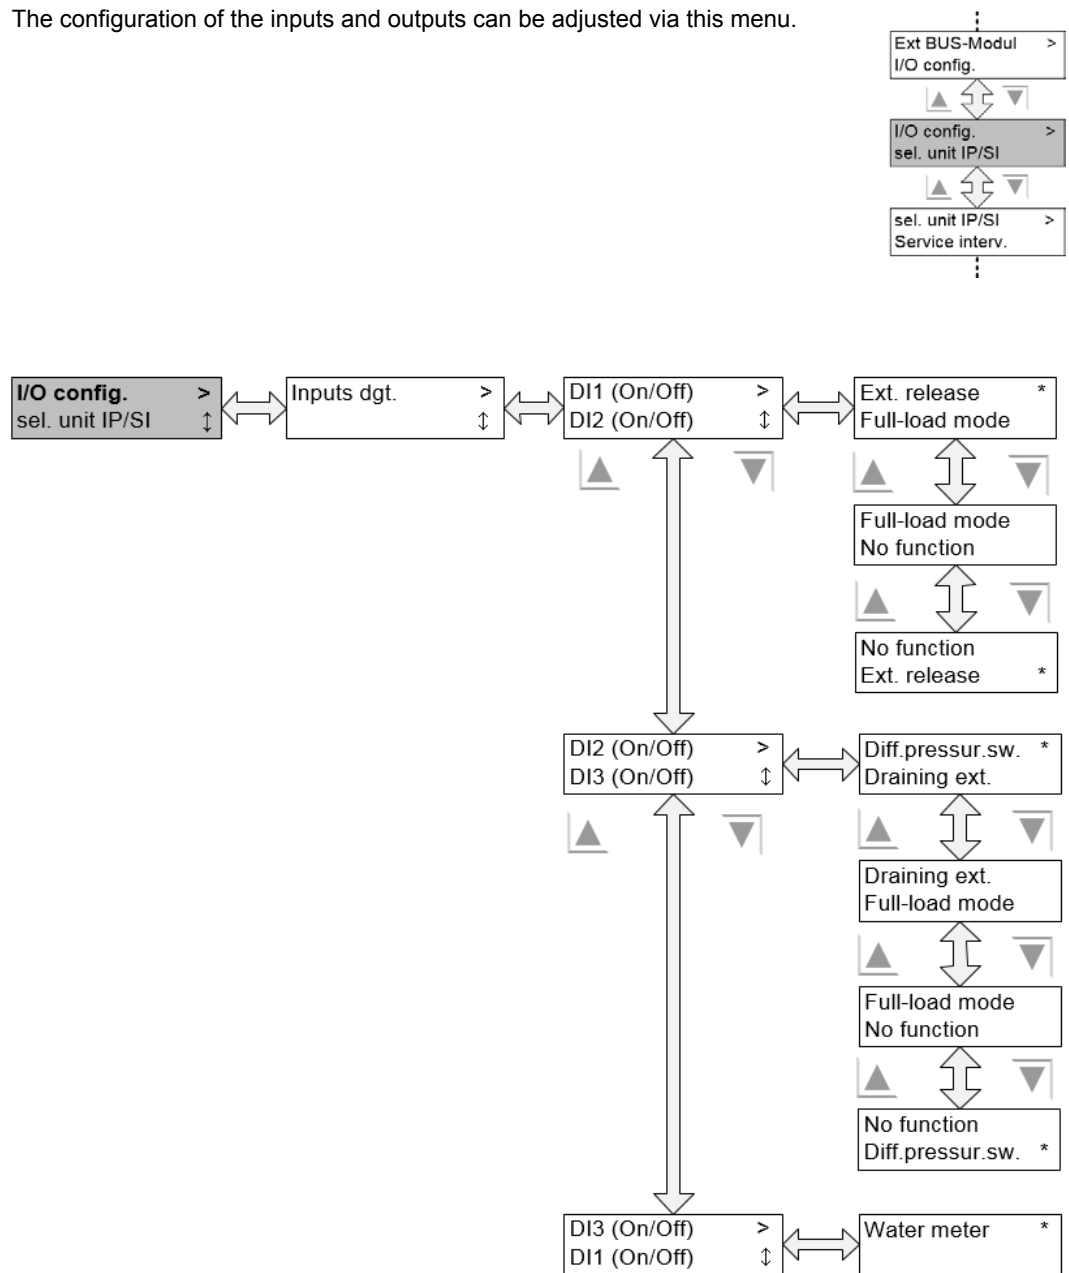 The configuration of the inputs and outputs can be adjusted via this menu.
Ext BUS-Modul >
I/O config.
I/O config. >
sel. unit IP/SI
sel. unit IP/SI >
Service interv.
I/O config. >
sel. unit IP/SI ↕
Inputs dgt. >
↕
DI1 (On/Off) >
DI2 (On/Off) ↕
Ext. release *
Full-load mode
Full-load mode
No function
No function
Ext. release *
DI2 (On/Off) >
DI3 (On/Off) ↕
Diff.pressur.sw. *
Draining ext.
Draining ext.
Full-load mode
Full-load mode
No function
No function
Diff.pressur.sw. *
DI3 (On/Off) >
DI1 (On/Off) ↕
Water meter *